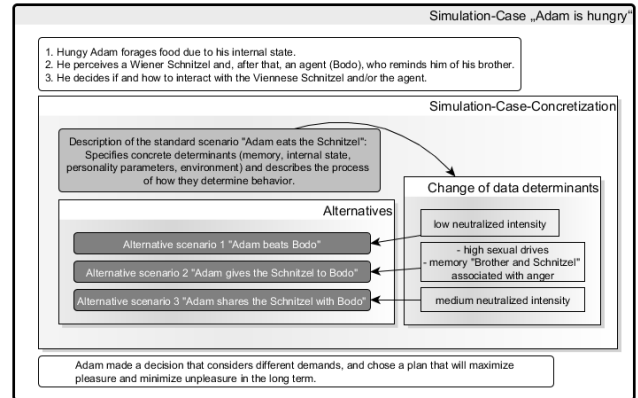 Simulation-Case „Adam is hungry“
1. Hungy Adam forages food due to his internal state.
2. He perceives a Wiener Schnitzel and, after that, an agent (Bodo), who reminds him of his brother.
3. He decides if and how to interact with the Viennese Schnitzel and/or the agent.
Simulation-Case-Concretization
Description of the standard scenario "Adam eats the Schnitzel":
Specifies concrete determinants (memory, internal state,
personality parameters, environment) and describes the process
of how they determine behavior.
Change of data determinants
Alternatives
low neutralized intensity
Alternative scenario 1 "Adam beats Bodo"
- high sexual drives
- memory "Brother and Schnitzel"
associated with anger
Alternative scenario 2 "Adam gives the Schnitzel to Bodo"
Alternative scenario 3 "Adam shares the Schnitzel with Bodo"
medium neutralized intensity
Adam made a decision that considers different demands, and chose a plan that will maximize
pleasure and minimize unpleasure in the long term.